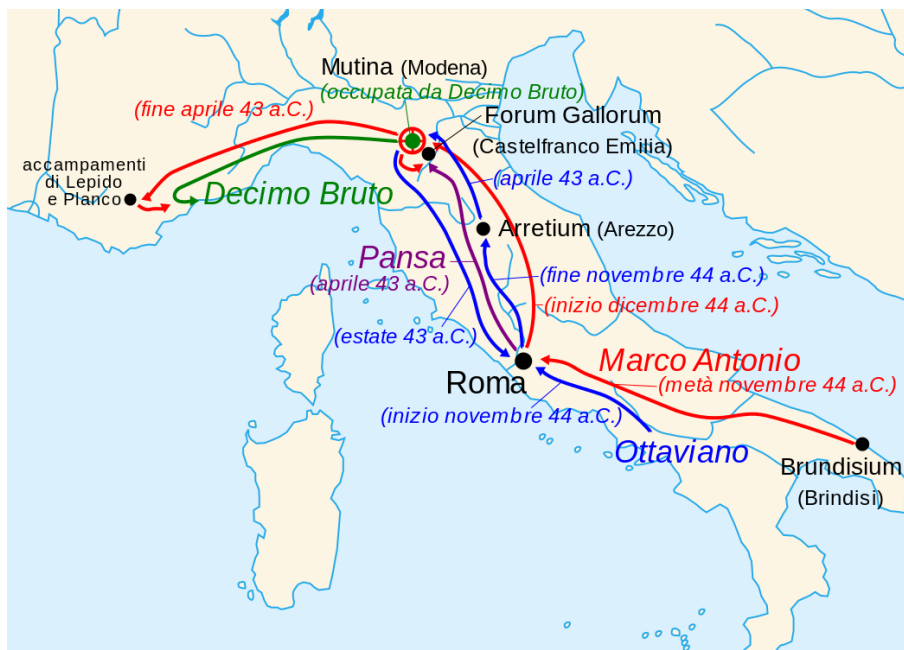 Mutina (Modena)
(occupata da Decimo Bruto)
(fine aprile 43 a.C.)
Forum Gallorum
(Castelfranco Emilia)
accampamenti
di Lepido
e Planco
Decimo Bruto
(aprile 43 a.C.)
Arretium (Arezzo)
Pansa
(aprile 43 a.C.)
(fine novembre 44 a.C.)
(inizio dicembre 44 a.C.)
(estate 43 a.C.)
Marco Antonio
(metà novembre 44 a.C.)
Roma
(inizio novembre 44 a.C.)
Ottaviano
Brundisium
(Brindisi)